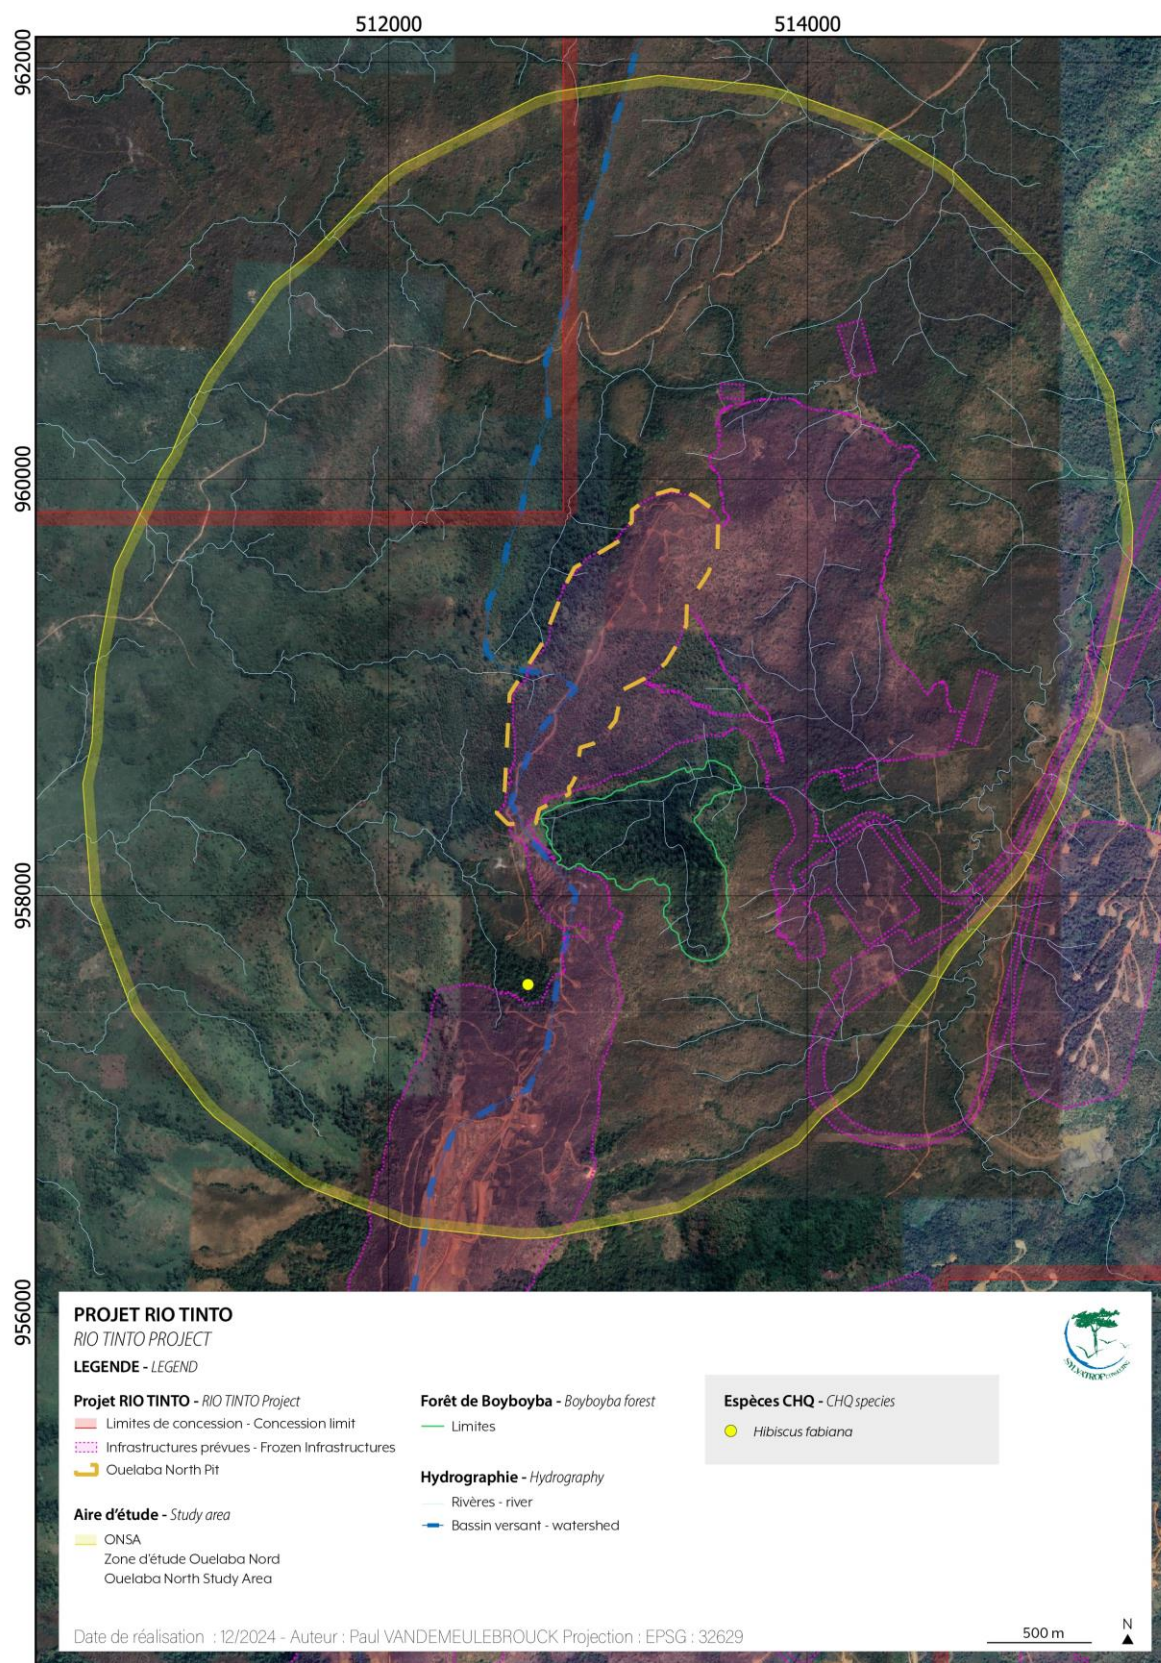 512000
514000
962000
960000
958000
956000
PROJET RIO TINTO
RIO TINTO PROJECT
LEGENDE - LEGEND
Projet RIO TINTO - RIO TINTO Project
Limites de concession - Concession limit
Infrastructures prévues - Frozen Infrastructures
Ouelaba North Pit
Aire d'étude - Study area
ONSA
Zone d'étude Ouelaba Nord
Ouelaba North Study Area
Forêt de Boyboyba - Boyboyba forest
Limites
Hydrographie - Hydrography
Rivières - river
Bassin versant - watershed
Espèces CHQ - CHQ species
Hibiscus fabiana
SYLVATROP CONSULTING
Date de réalisation : 12/2024 - Auteur : Paul VANDEMEULEBROUCK Projection : EPSG : 32629
500 m
N